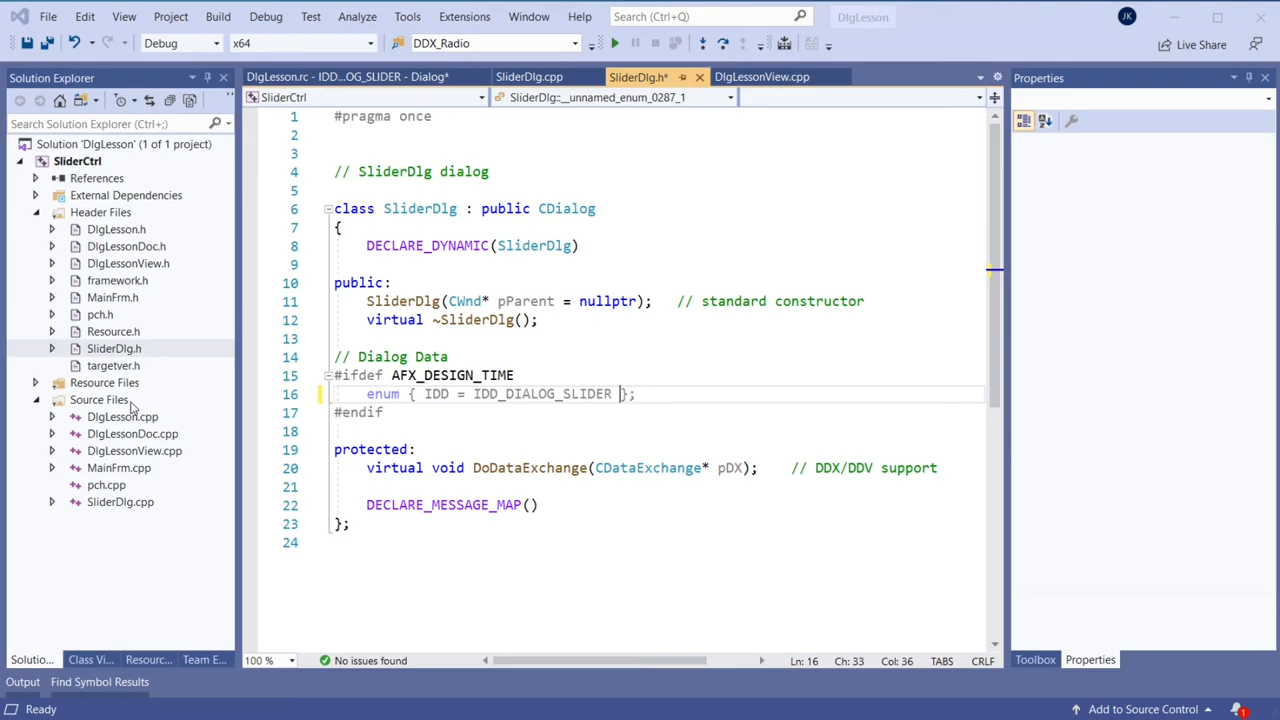 File Edit View Project Build Debug Test Analyze Tools Extensions Window Help Search (Ctrl+Q) DlgLesson JK
Debug x64 DDX_Radio Live Share
Solution Explorer
Search Solution Explorer (Ctrl+;)
Solution 'DlgLesson' (1 of 1 project)
SliderCtrl
References
External Dependencies
Header Files
DlgLesson.h
DlgLessonDoc.h
DlgLessonView.h
framework.h
MainFrm.h
pch.h
Resource.h
SliderDlg.h
targetver.h
Resource Files
Source Files
DlgLesson.cpp
DlgLessonDoc.cpp
DlgLessonView.cpp
MainFrm.cpp
pch.cpp
SliderDlg.cpp
Solutio... Class Vi... Resourc... Team E...
DlgLesson.rc - IDD...OG_SLIDER - Dialog* SliderDlg.cpp SliderDlg.h* DlgLessonView.cpp
SliderCtrl SliderDlg::__unnamed_enum_0287_1
1 #pragma once
2
3
4 // SliderDlg dialog
5
6 class SliderDlg : public CDialog
7 {
8 DECLARE_DYNAMIC(SliderDlg)
9
10 public:
11 SliderDlg(CWnd* pParent = nullptr); // standard constructor
12 virtual ~SliderDlg();
13
14 // Dialog Data
15 #ifdef AFX_DESIGN_TIME
16 enum { IDD = IDD_DIALOG_SLIDER };
17 #endif
18
19 protected:
20 virtual void DoDataExchange(CDataExchange* pDX); // DDX/DDV support
21
22 DECLARE_MESSAGE_MAP()
23 };
24
100 % No issues found Ln: 16 Ch: 33 Col: 36 TABS CRLF
Properties
Toolbox Properties
Output Find Symbol Results
Ready Add to Source Control 1